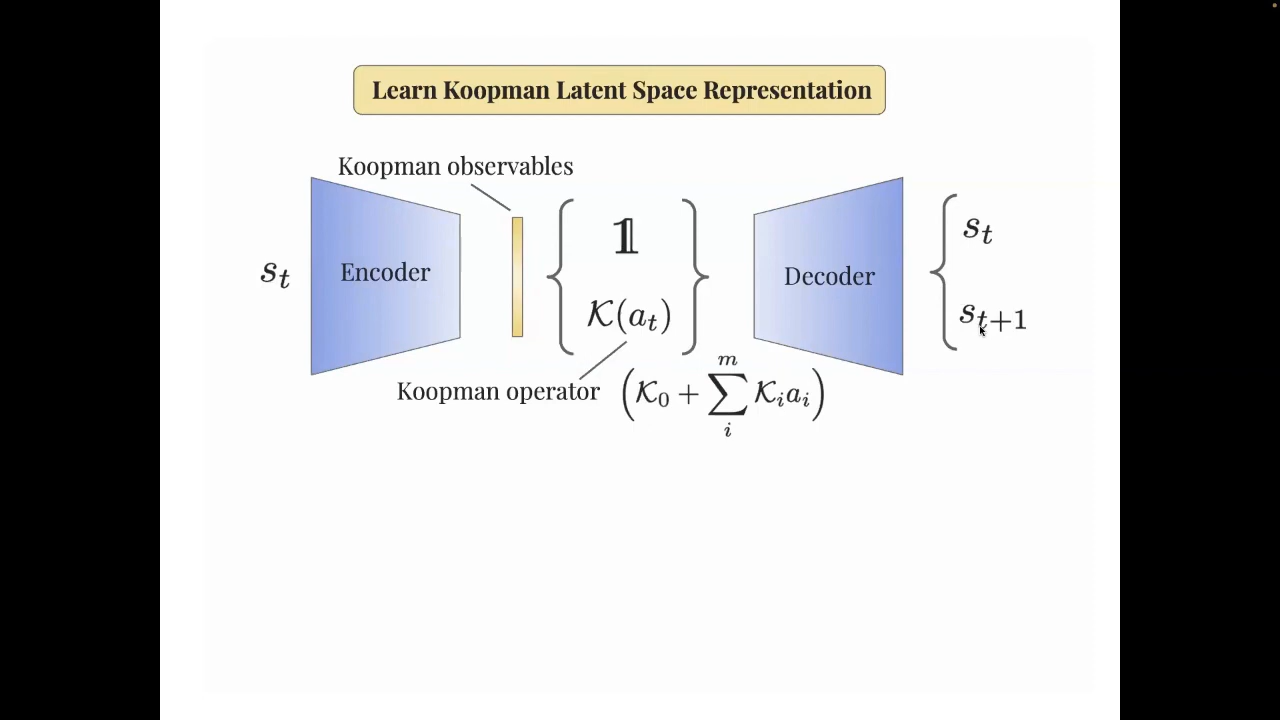 Learn Koopman Latent Space Representation
Koopman observables
s_t
Encoder
𝟙
𝒦(a_t)
Decoder
s_t
s_{t+1}
Koopman operator (𝒦_0 + ∑_i^m 𝒦_i a_i)